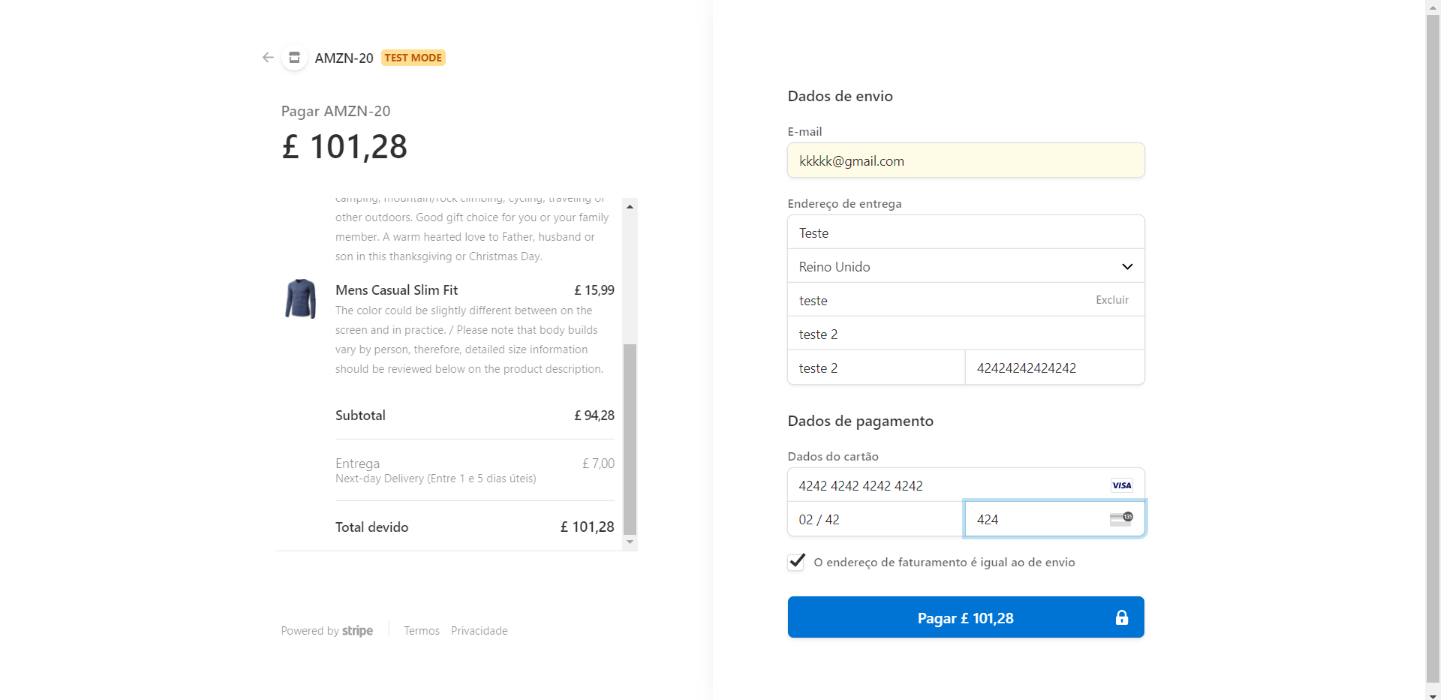 AMZN-20 TEST MODE
Pagar AMZN-20
£ 101,28
camping, mountain/rock climbing, cycling, traveling or
other outdoors. Good gift choice for you or your family
member. A warm hearted love to Father, husband or
son in this thanksgiving or Christmas Day.
Mens Casual Slim Fit £ 15,99
The color could be slightly different between on the
screen and in practice. / Please note that body builds
vary by person, therefore, detailed size information
should be reviewed below on the product description.
Subtotal £ 94,28
Entrega £ 7,00
Next-day Delivery (Entre 1 e 5 dias úteis)
Total devido £ 101,28
Powered by stripe Termos Privacidade
Dados de envio
E-mail
kkkkk@gmail.com
Endereço de entrega
Teste
Reino Unido
teste Excluir
teste 2
teste 2 42424242424242
Dados de pagamento
Dados do cartão
4242 4242 4242 4242 VISA
02 / 42 424 135
O endereço de faturamento é igual ao de envio
Pagar £ 101,28